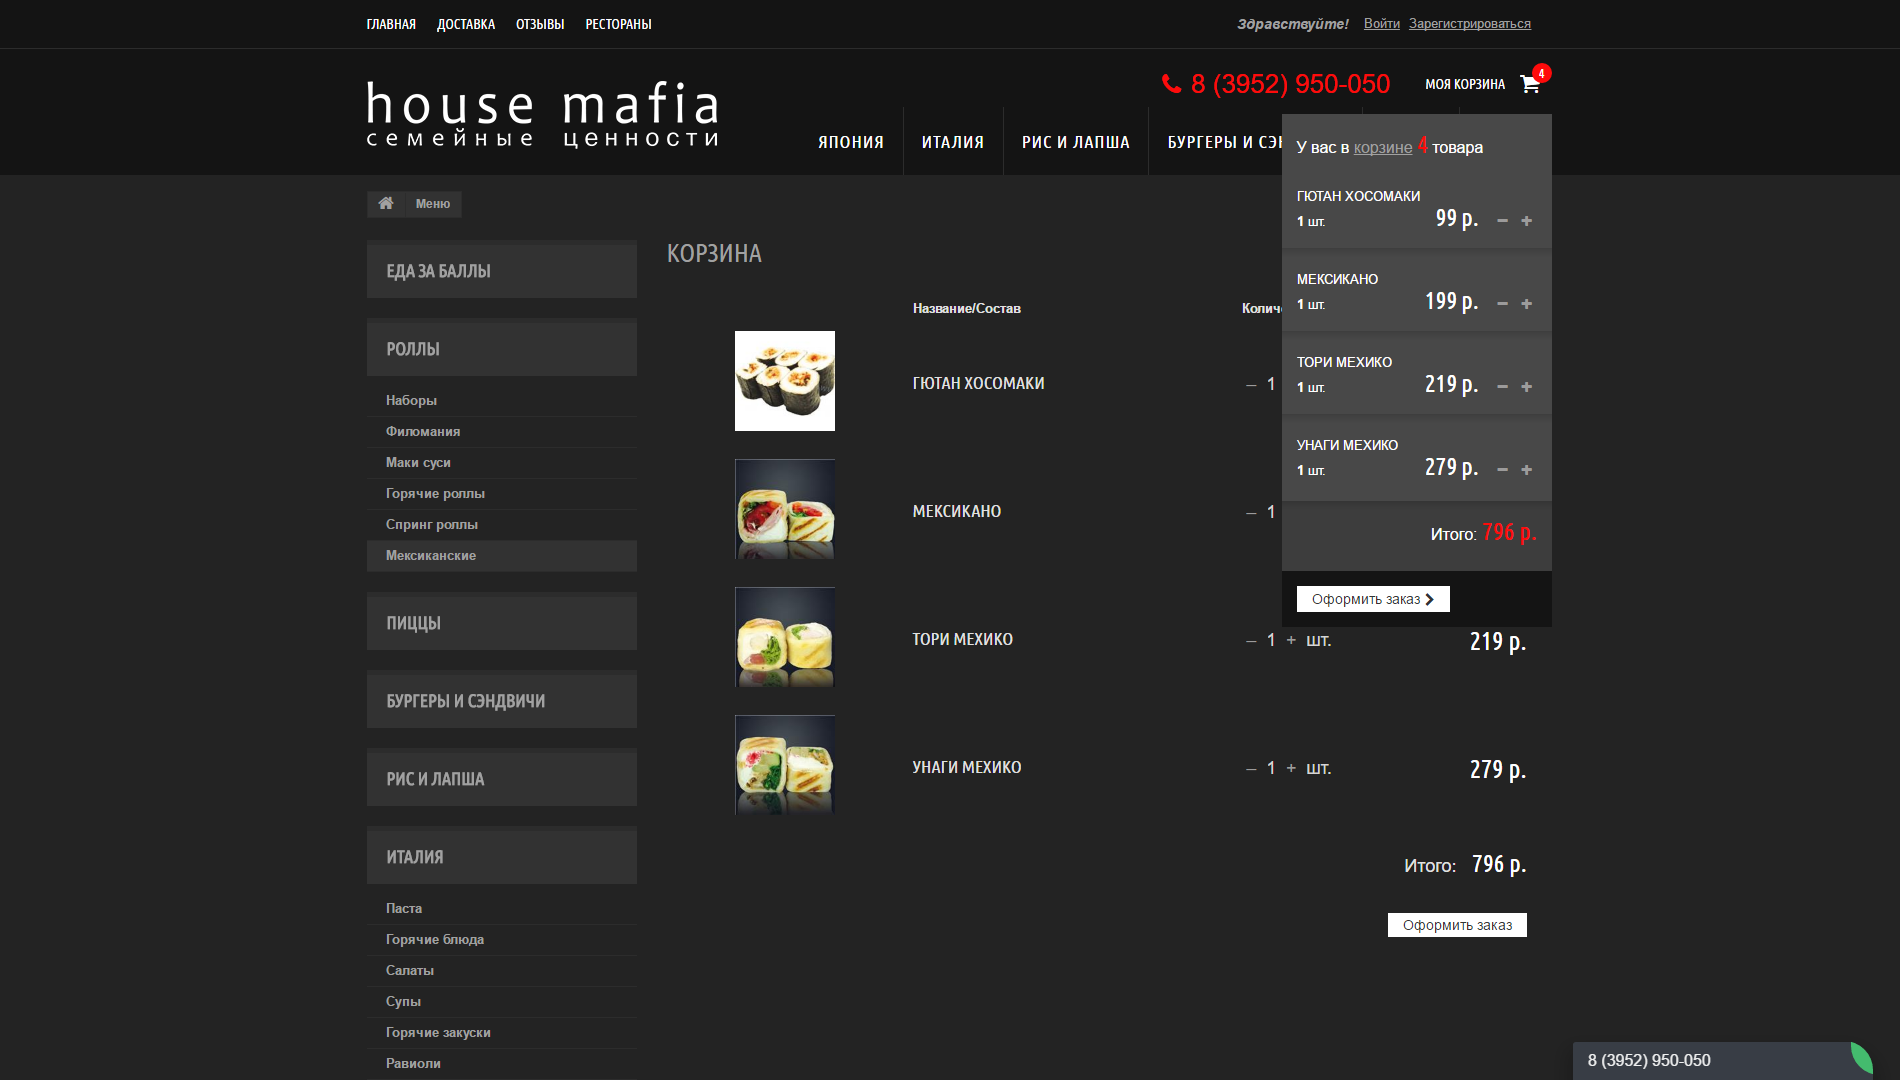 ГЛАВНАЯ ДОСТАВКА ОТЗЫВЫ РЕСТОРАНЫ
Здравствуйте! Войти Зарегистрироваться
house mafia
семейные ценности
8 (3952) 950-050
МОЯ КОРЗИНА 4
ЯПОНИЯ ИТАЛИЯ РИС И ЛАПША БУРГЕРЫ И СЭН
Меню
ЕДА ЗА БАЛЛЫ
РОЛЛЫ
Наборы
Филомания
Маки суси
Горячие роллы
Спринг роллы
Мексиканские
ПИЦЦЫ
БУРГЕРЫ И СЭНДВИЧИ
РИС И ЛАПША
ИТАЛИЯ
Паста
Горячие блюда
Салаты
Супы
Горячие закуски
Равиоли
КОРЗИНА
Название/Состав Количе
ГЮТАН ХОСОМАКИ – 1
МЕКСИКАНО – 1
ТОРИ МЕХИКО – 1 + шт. 219 р.
УНАГИ МЕХИКО – 1 + шт. 279 р.
Итого: 796 р.
Оформить заказ
У вас в корзине 4 товара
ГЮТАН ХОСОМАКИ
1 шт. 99 р. – +
МЕКСИКАНО
1 шт. 199 р. – +
ТОРИ МЕХИКО
1 шт. 219 р. – +
УНАГИ МЕХИКО
1 шт. 279 р. – +
Итого: 796 р.
Оформить заказ
8 (3952) 950-050